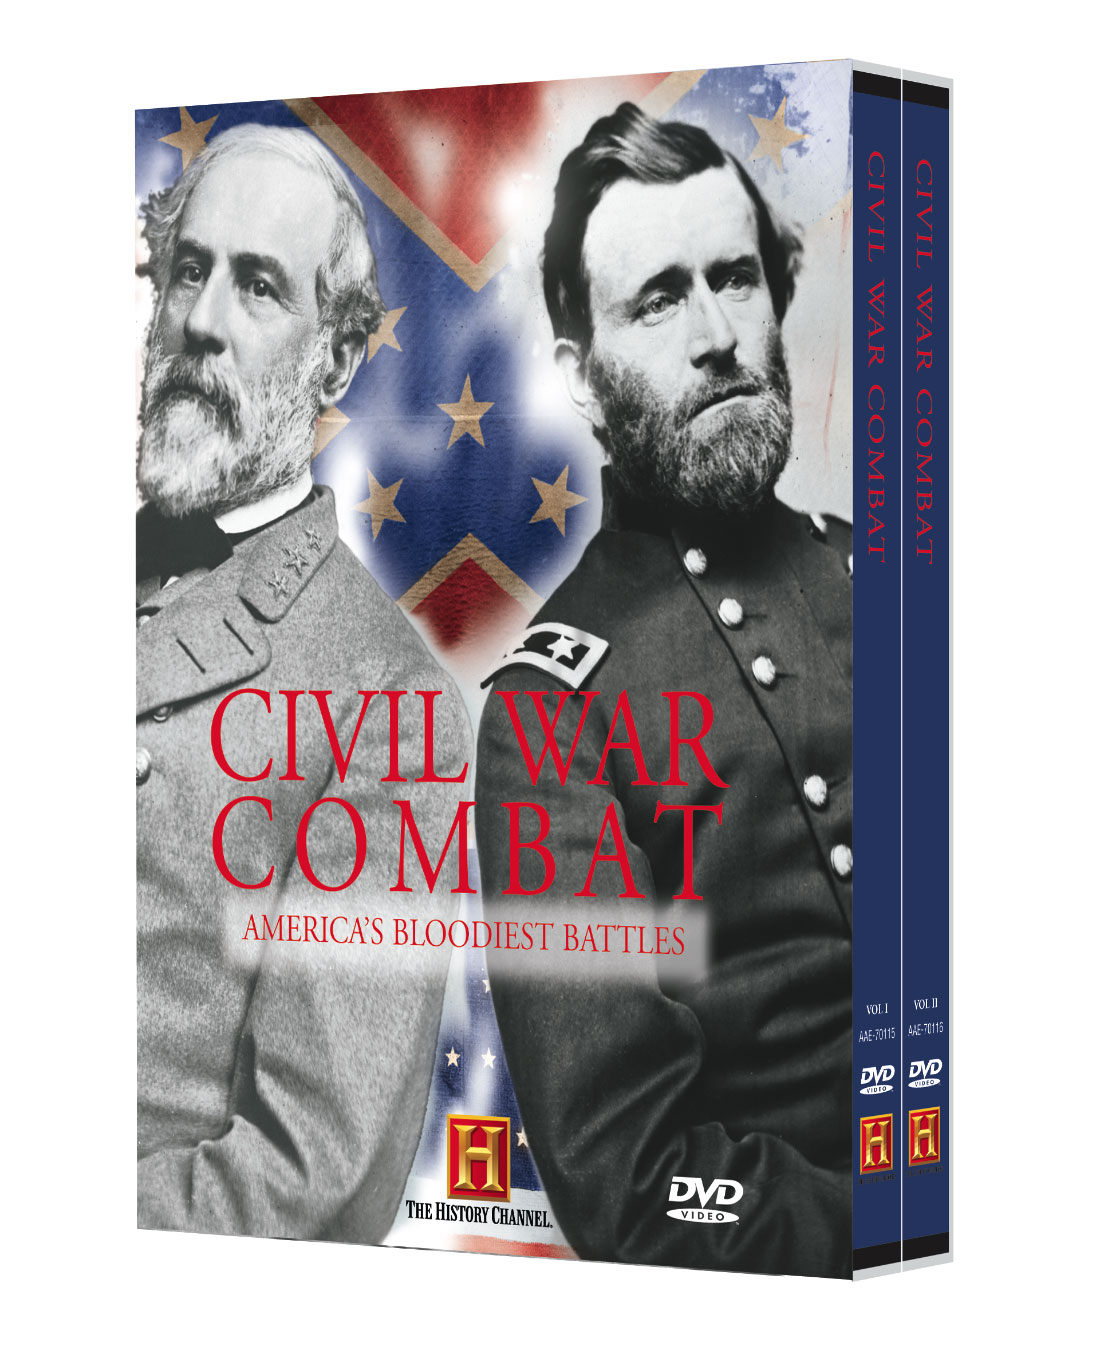 CIVIL WAR
COMBAT
AMERICA'S BLOODIEST BATTLES
H
THE HISTORY CHANNEL.
DVD
VIDEO
CIVIL WAR COMBAT
VOL I
AAE-70115
DVD
VIDEO
H
CIVIL WAR COMBAT
VOL II
AAE-70116
DVD
VIDEO
H